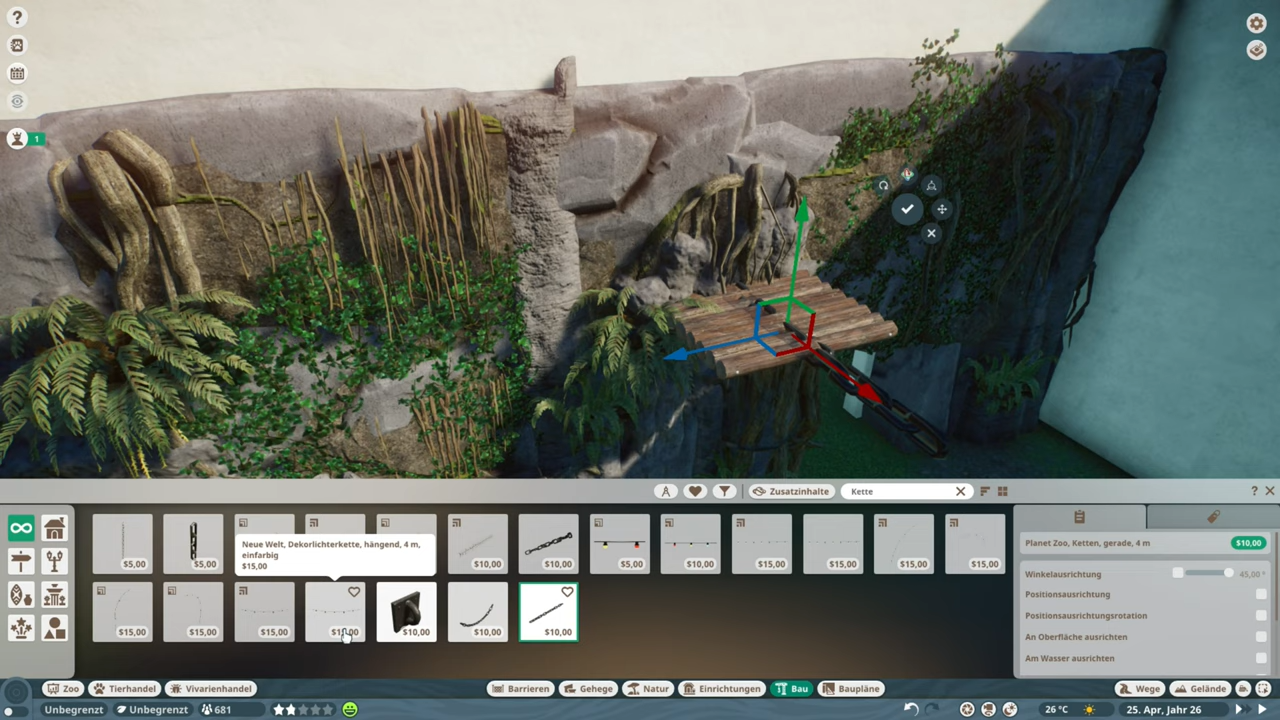 ?
1
Kette
Zusatzinhalte
?
$5,00
$5,00
Neue Welt, Dekorlichterkette, hängend, 4 m,
einfarbig
$15,00
$10,00
$10,00
$5,00
$10,00
$15,00
$15,00
$15,00
$15,00
$15,00
$15,00
$15,00
$15,00
$10,00
$10,00
$10,00
Planet Zoo, Ketten, gerade, 4 m
$10,00
Winkelausrichtung
45,00°
Positionsausrichtung
Positionsausrichtungsrotation
An Oberfläche ausrichten
Am Wasser ausrichten
Zoo
Tierhandel
Vivarienhandel
Barrieren
Gehege
Natur
Einrichtungen
Bau
Baupläne
Wege
Gelände
Unbegrenzt
Unbegrenzt
681
26 °C
25. Apr, Jahr 26